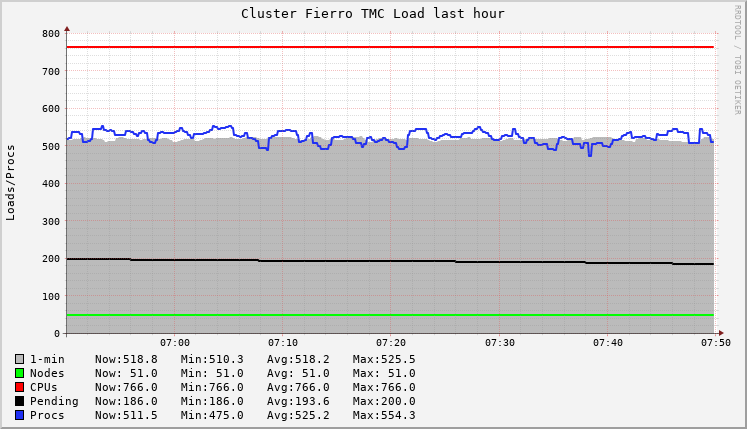 Cluster Fierro TMC Load last hour
RRDTOOL / TOBI OETIKER
Loads/Procs
800
700
600
500
400
300
200
100
0
07:00 07:10 07:20 07:30 07:40 07:50
1-min Now:518.8 Min:510.3 Avg:518.2 Max:525.5
Nodes Now: 51.0 Min: 51.0 Avg: 51.0 Max: 51.0
CPUs Now:766.0 Min:766.0 Avg:766.0 Max:766.0
Pending Now:186.0 Min:186.0 Avg:193.6 Max:200.0
Procs Now:511.5 Min:475.0 Avg:525.2 Max:554.3